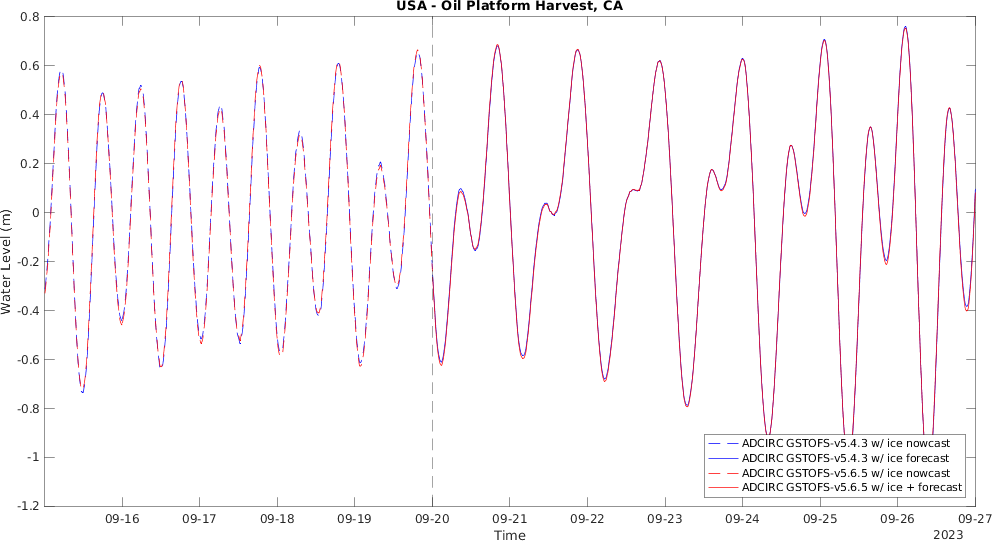 USA - Oil Platform Harvest, CA
Water Level (m)
0.8
0.6
0.4
0.2
0
-0.2
-0.4
-0.6
-0.8
-1
-1.2
ADCIRC GSTOFS-v5.4.3 w/ ice nowcast
ADCIRC GSTOFS-v5.4.3 w/ ice forecast
ADCIRC GSTOFS-v5.6.5 w/ ice nowcast
ADCIRC GSTOFS-v5.6.5 w/ ice + forecast
09-16 09-17 09-18 09-19 09-20 09-21 09-22 09-23 09-24 09-25 09-26 09-27
Time
2023